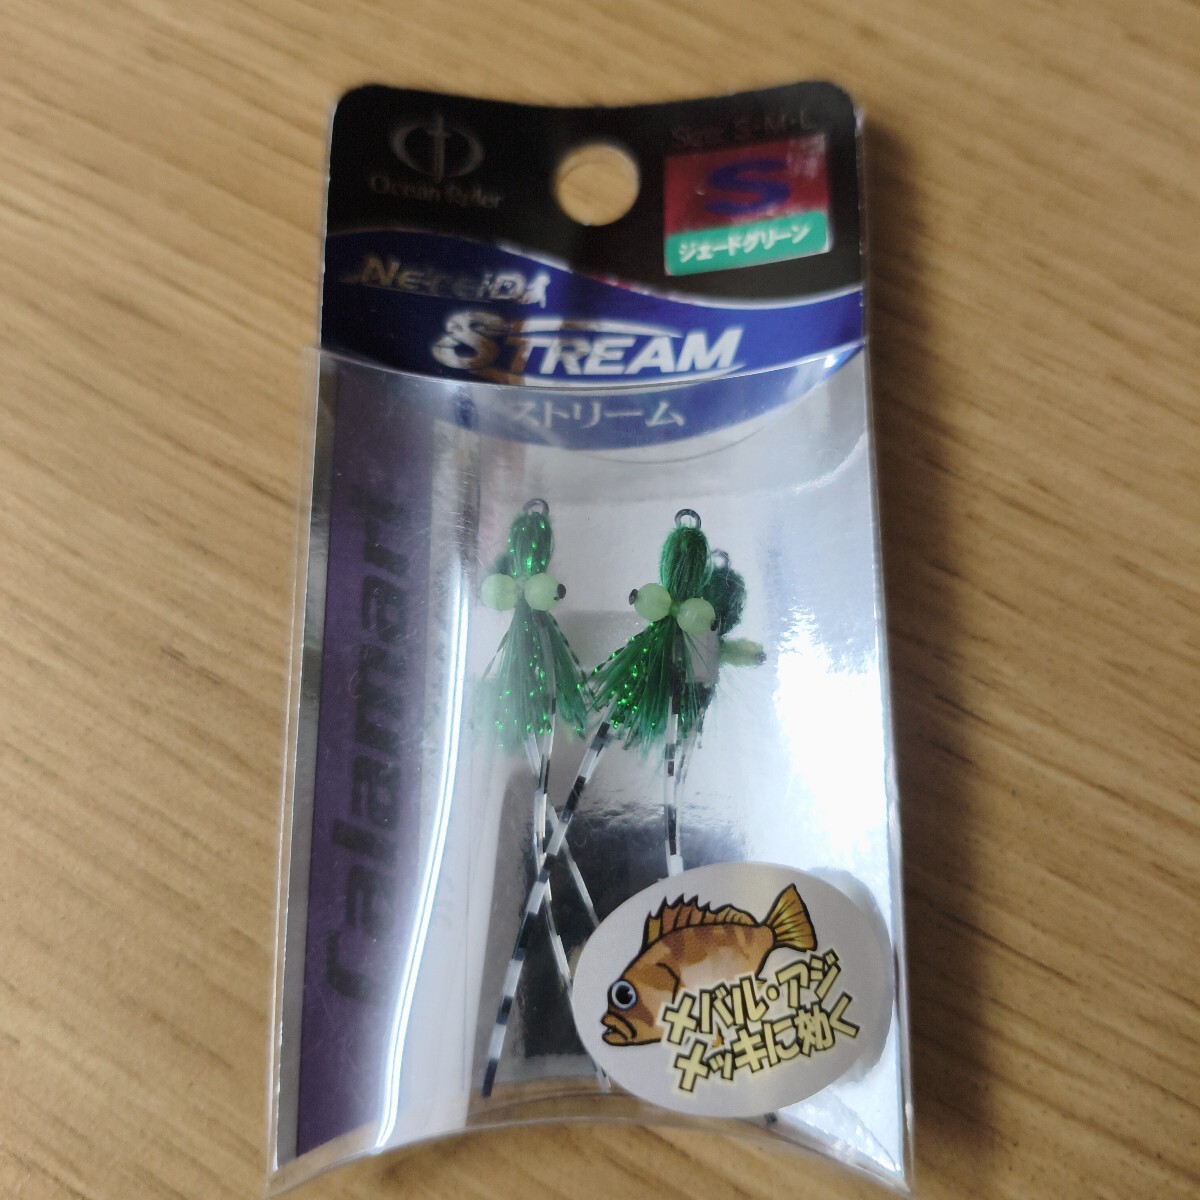 Ocean Ruler
Size:S・M・L
S
ジェードグリーン
NereiD
STREAM
ストリーム
Calamari
メバル・アジ
メッキに効く